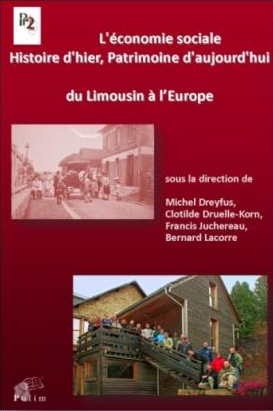 L'économie sociale
Histoire d'hier, Patrimoine d'aujourd'hui
du Limousin à l'Europe
sous la direction de
Michel Dreyfus,
Clotilde Druelle-Korn,
Francis Juchereau,
Bernard Lacorre
Pulim